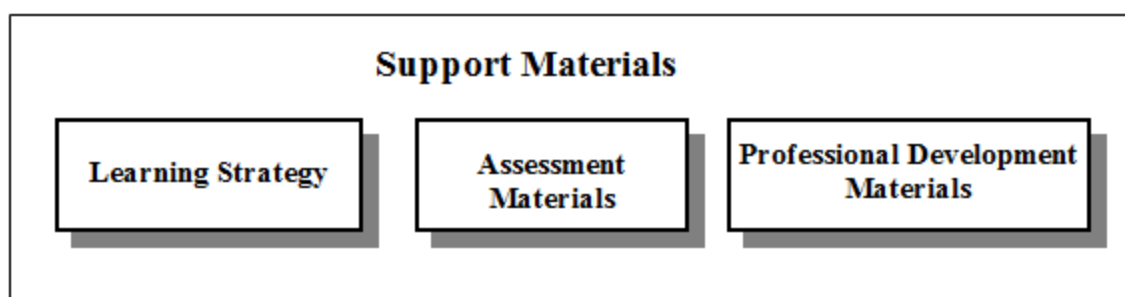 Support Materials
Learning Strategy
Assessment
Materials
Professional Development
Materials